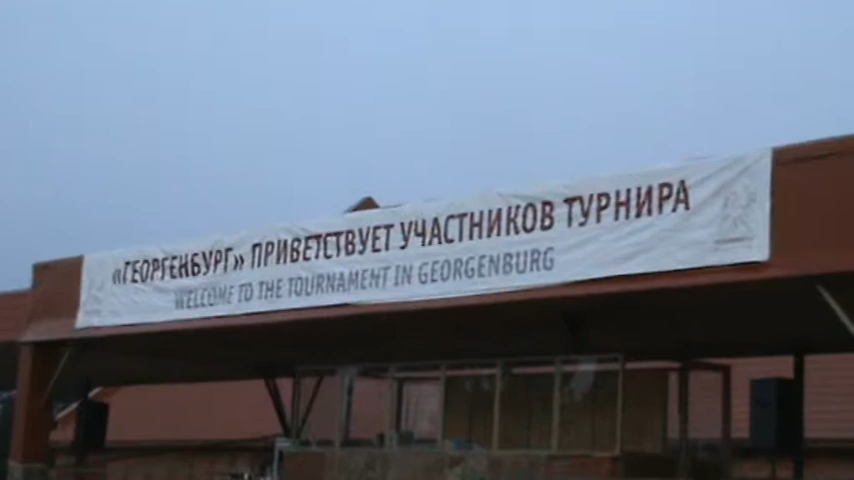 «ГЕОРГЕНБУРГ» ПРИВЕТСТВУЕТ УЧАСТНИКОВ ТУРНИРА
WELCOME TO THE TOURNAMENT IN GEORGENBURG